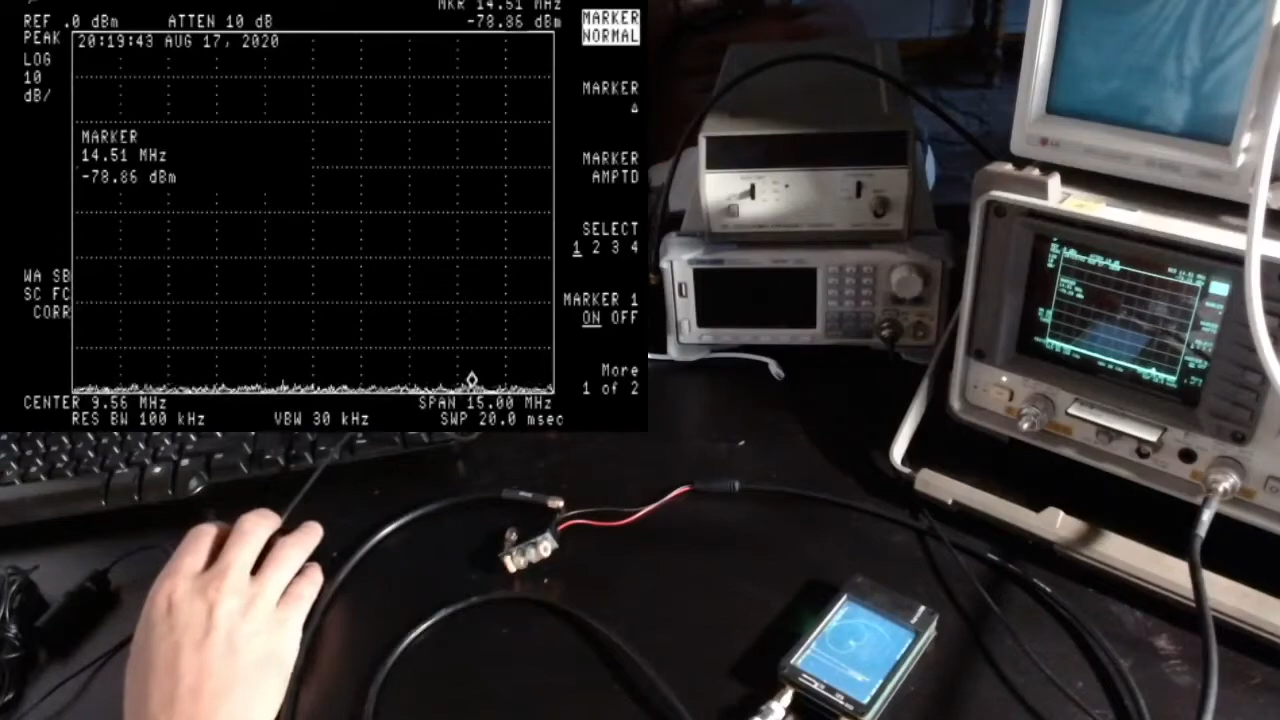 MKR 14.51 MHz
REF .0 dBm ATTEN 10 dB -78.86 dBm
PEAK
LOG
10
dB/
20:19:43 AUG 17, 2020
MARKER
14.51 MHz
-78.86 dBm
WA SB
SC FC
CORR
CENTER 9.56 MHz SPAN 15.00 MHz
RES BW 100 kHz VBW 30 kHz SWP 20.0 msec
MARKER
NORMAL
MARKER
Δ
MARKER
AMPTD
SELECT
1 2 3 4
MARKER 1
ON OFF
More
1 of 2
LG